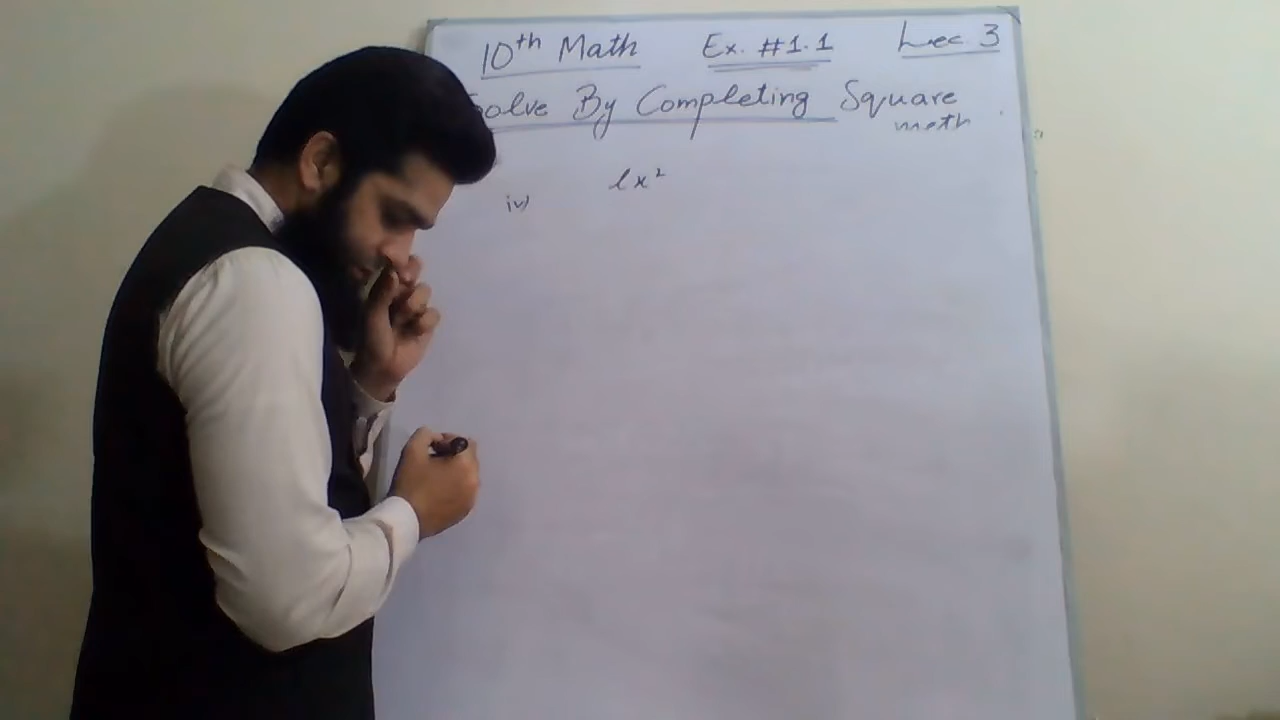 10th Math Ex. #1.1 Lec 3
Solve By Completing Square
meth
iv) lx²